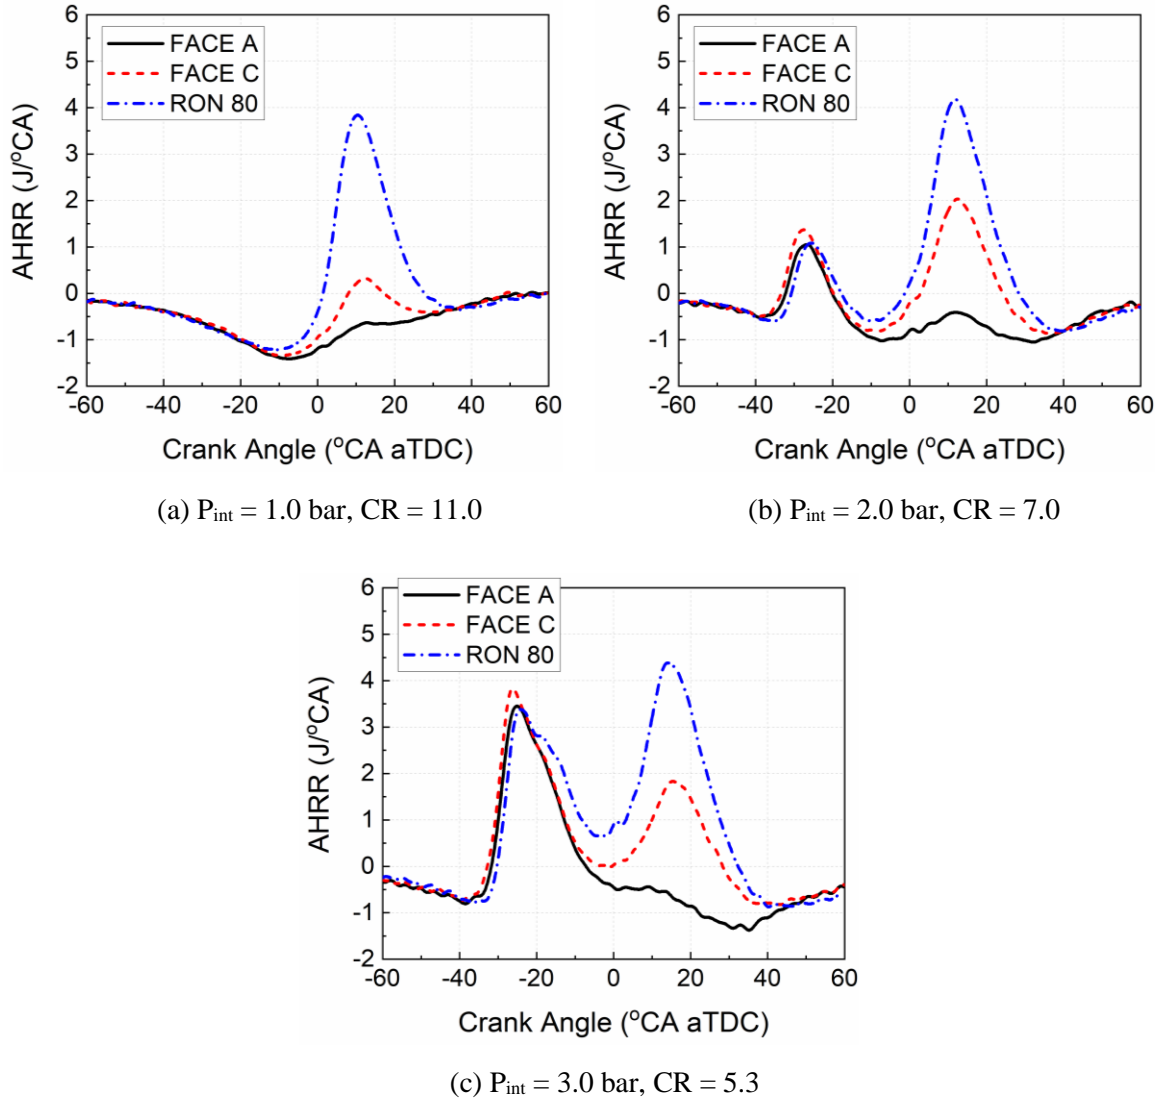 FACE A
FACE C
RON 80
6
5
4
3
2
1
0
-1
-2
AHRR (J/°CA)
-60 -40 -20 0 20 40 60
Crank Angle (°CA aTDC)
(a) Pint = 1.0 bar, CR = 11.0
FACE A
FACE C
RON 80
6
5
4
3
2
1
0
-1
-2
AHRR (J/°CA)
-60 -40 -20 0 20 40 60
Crank Angle (°CA aTDC)
(b) Pint = 2.0 bar, CR = 7.0
FACE A
FACE C
RON 80
6
5
4
3
2
1
0
-1
-2
AHRR (J/°CA)
-60 -40 -20 0 20 40 60
Crank Angle (°CA aTDC)
(c) Pint = 3.0 bar, CR = 5.3